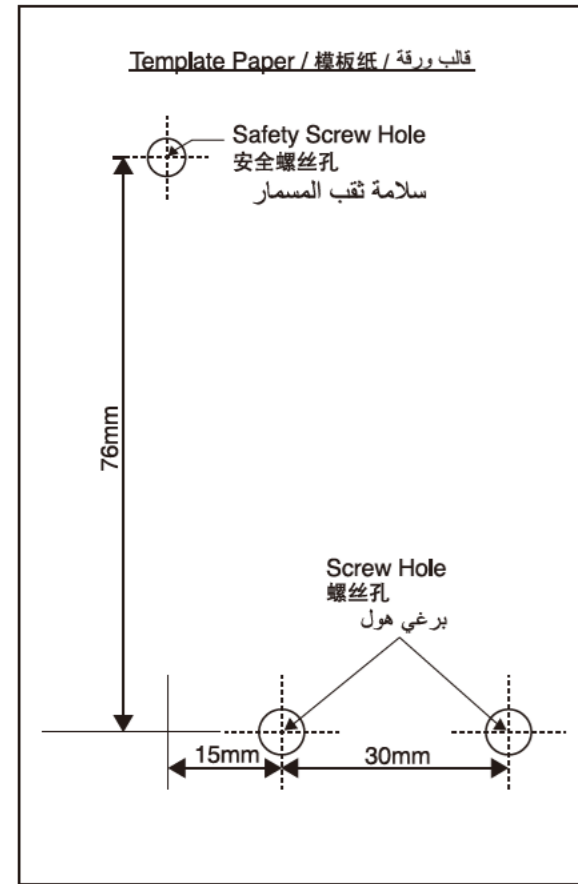 Template Paper / 模板纸 / قالب ورقة
Safety Screw Hole
安全螺丝孔
سلامة ثقب المسمار
76mm
Screw Hole
螺丝孔
برغي هول
15mm
30mm